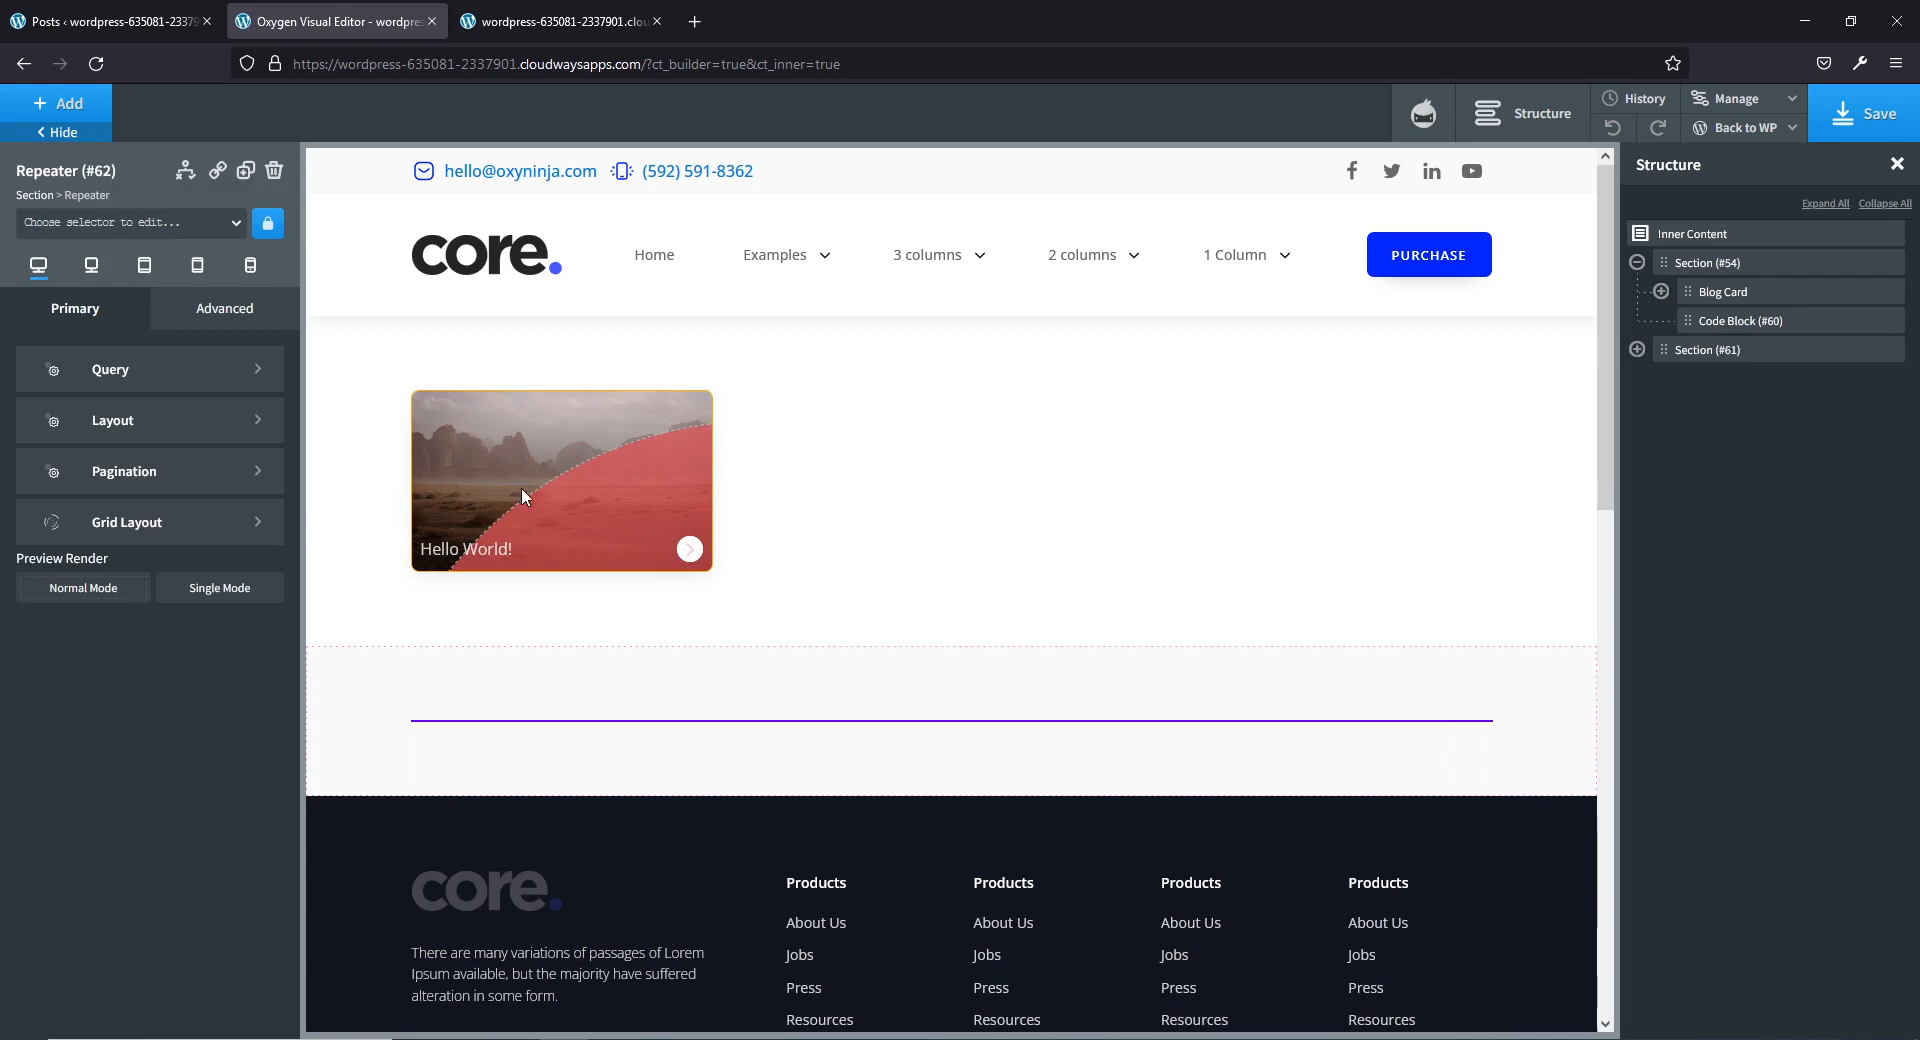 Posts ‹ wordpress-635081-2337
Oxygen Visual Editor - wordpre
wordpress-635081-2337901.clou
https://wordpress-635081-2337901.cloudwaysapps.com/?ct_builder=true&ct_inner=true
Add
Hide
Structure
History
Manage
Back to WP
Save
Repeater (#62)
Section > Repeater
Choose selector to edit...
Primary
Advanced
Query
Layout
Pagination
Grid Layout
Preview Render
Normal Mode
Single Mode
hello@oxyninja.com
(592) 591-8362
core.
Home
Examples
3 columns
2 columns
1 Column
PURCHASE
Hello World!
core.
There are many variations of passages of Lorem
Ipsum available, but the majority have suffered
alteration in some form.
Products
About Us
Jobs
Press
Resources
Products
About Us
Jobs
Press
Resources
Products
About Us
Jobs
Press
Resources
Products
About Us
Jobs
Press
Resources
Structure
Expand All
Collapse All
Inner Content
Section (#54)
Blog Card
Code Block (#60)
Section (#61)